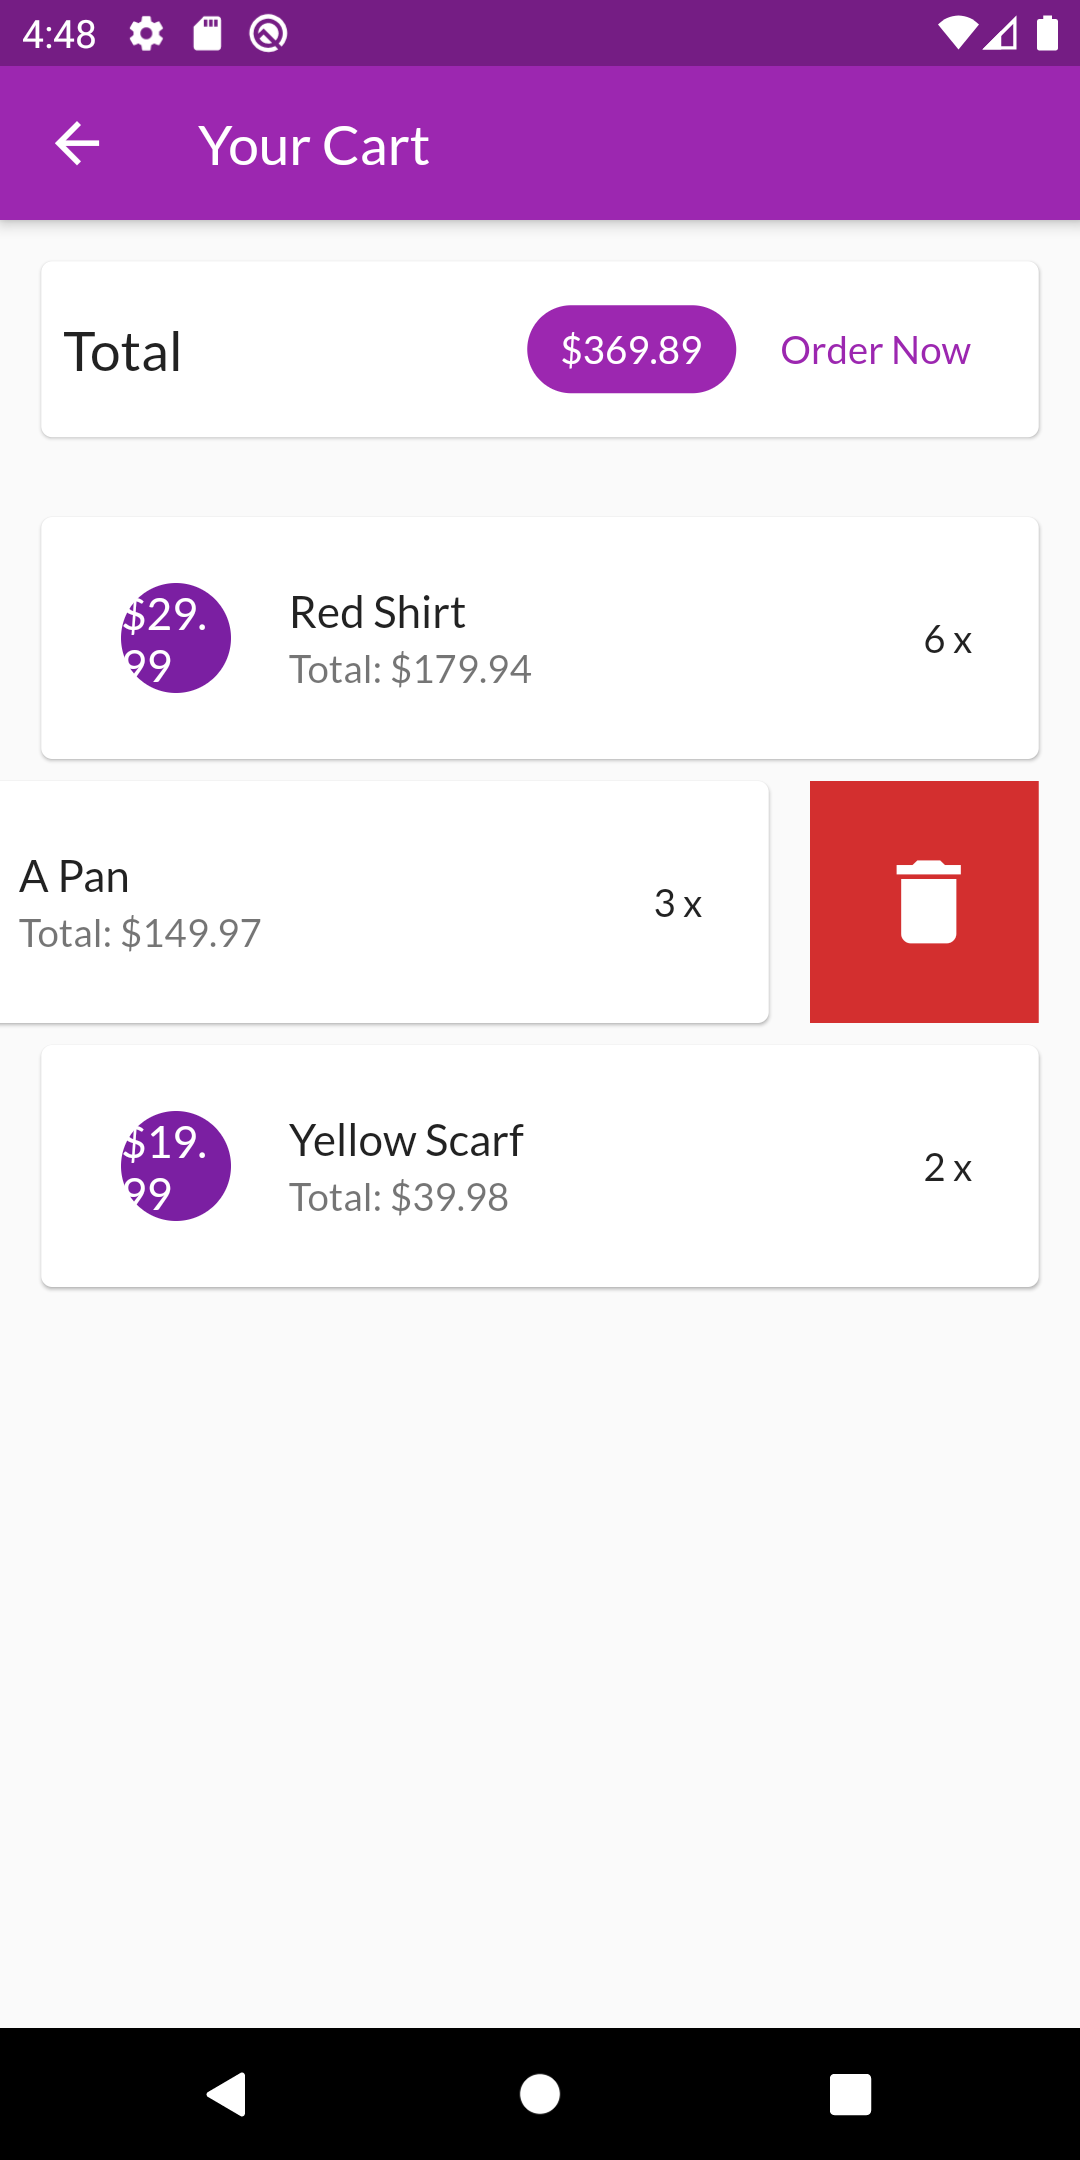 4:48
Your Cart
Total $369.89 Order Now
$29.
99
Red Shirt
Total: $179.94
6 x
A Pan
Total: $149.97
3 x
$19.
99
Yellow Scarf
Total: $39.98
2 x